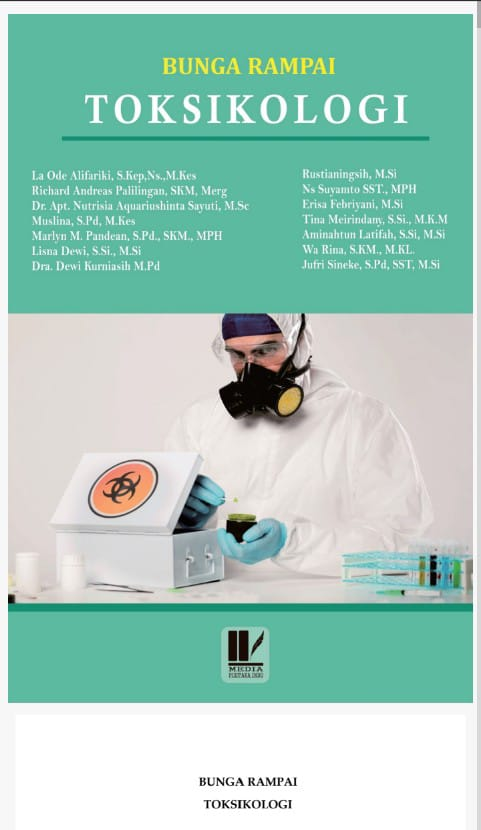 BUNGA RAMPAI
TOKSIKOLOGI
La Ode Alifariki, S.Kep,Ns.,M.Kes
Richard Andreas Palilingan, SKM, Merg
Dr. Apt. Nutrisia Aquariushinta Sayuti, M.Sc
Muslina, S.Pd, M.Kes
Marlyn M. Pandean, S.Pd., SKM., MPH
Lisna Dewi, S.Si., M.Si
Dra. Dewi Kurniasih M.Pd
Rustianingsih, M.Si
Ns Suyamto SST., MPH
Erisa Febriyani, M.Si
Tina Meirindany, S.Si., M.K.M
Aminahtun Latifah, S.Si, M.Si
Wa Rina, S.KM., M.KL.
Jufri Sineke, S.Pd, SST, M.Si
MEDIA
PUSTAKA INDO
BUNGA RAMPAI
TOKSIKOLOGI